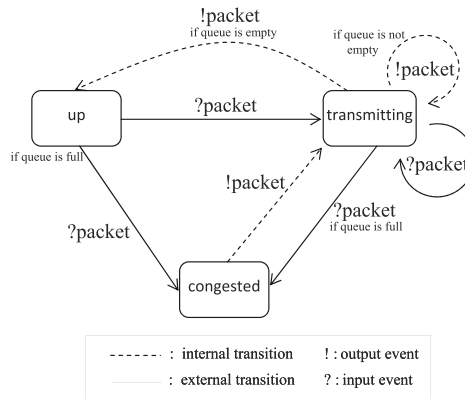 !packet
if queue is empty
if queue is not
empty
!packet
up
?packet
transmitting
if queue is full
?packet
!packet
?packet
if queue is full
?packet
congested
: internal transition
! : output event
: external transition
? : input event